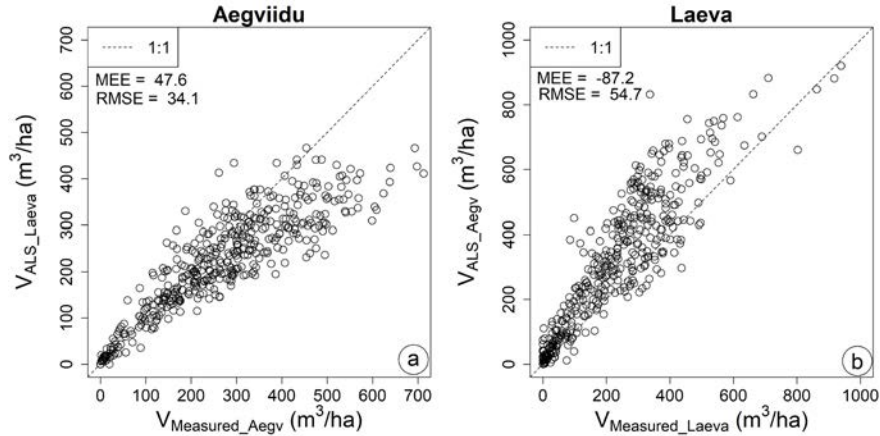 Aegviidu
1:1
MEE = 47.6
RMSE = 34.1
700
600
500
400
300
200
100
0
V_ALS_Laeva (m³/ha)
0 100 200 300 400 500 600 700
V_Measured_Aegv (m³/ha)
a
Laeva
1:1
MEE = -87.2
RMSE = 54.7
1000
800
600
400
200
0
V_ALS_Aegv (m³/ha)
0 200 400 600 800 1000
V_Measured_Laeva (m³/ha)
b